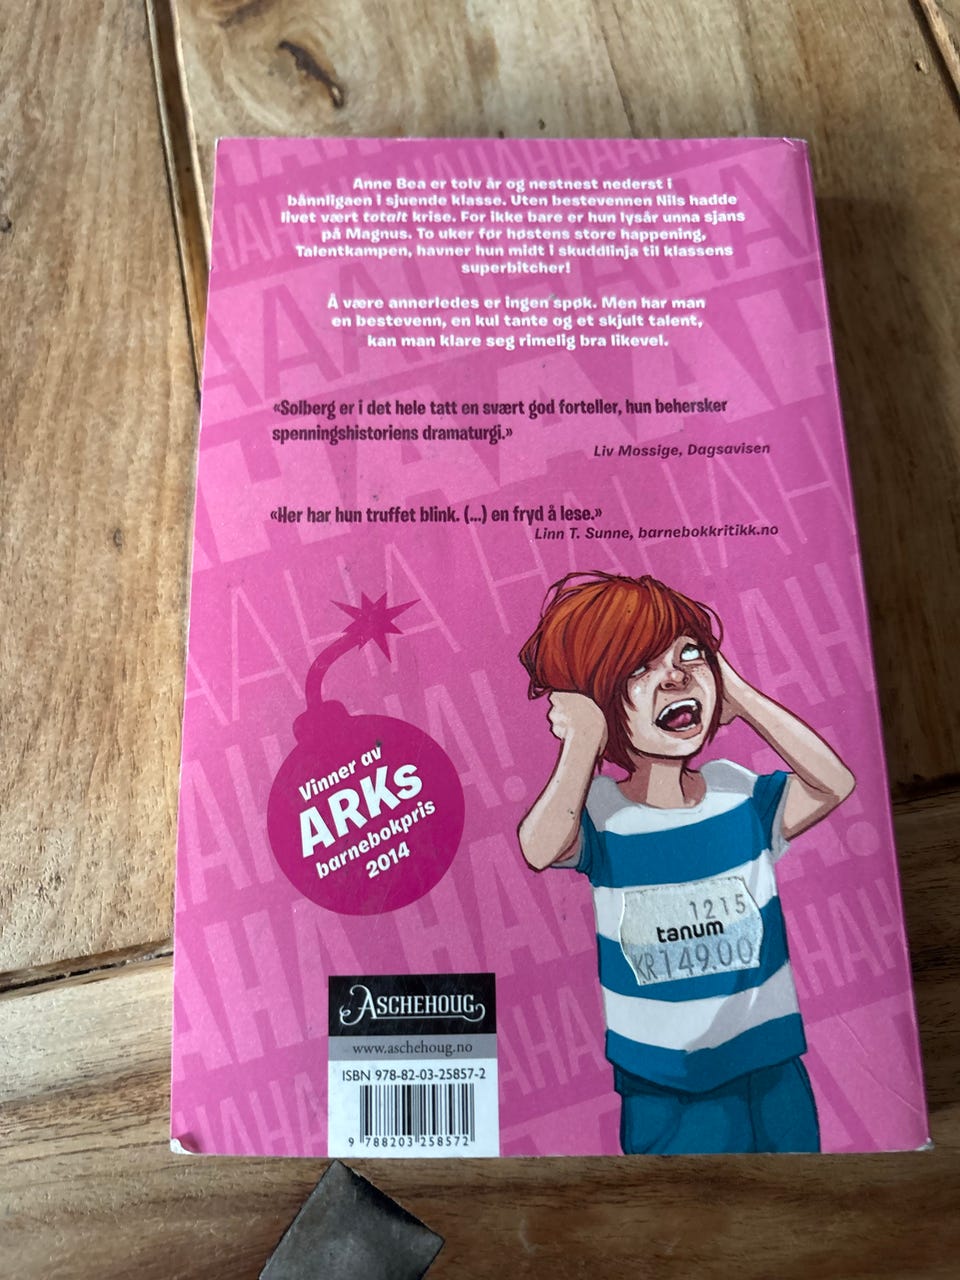 Anne Bea er tolv år og nestnest nederst i
bånnligaen i sjuende klasse. Uten bestevennen Nils hadde
livet vært totalt krise. For ikke bare er hun lysår unna sjans
på Magnus. To uker før høstens store happening,
Talentkampen, havner hun midt i skuddlinja til klassens
superbitcher!
Å være annerledes er ingen spøk. Men har man
en bestevenn, en kul tante og et skjult talent,
kan man klare seg rimelig bra likevel.
«Solberg er i det hele tatt en svært god forteller, hun behersker
spenningshistoriens dramaturgi.»
Liv Mossige, Dagsavisen
«Her har hun truffet blink. (...) en fryd å lese.»
Linn T. Sunne, barnebokkritikk.no
Vinner av
ARKs
barnebokpris
2014
1215
tanum
KR149.00
ASCHEHOUG
www.aschehoug.no
ISBN 978-82-03-25857-2
9 788203 258572